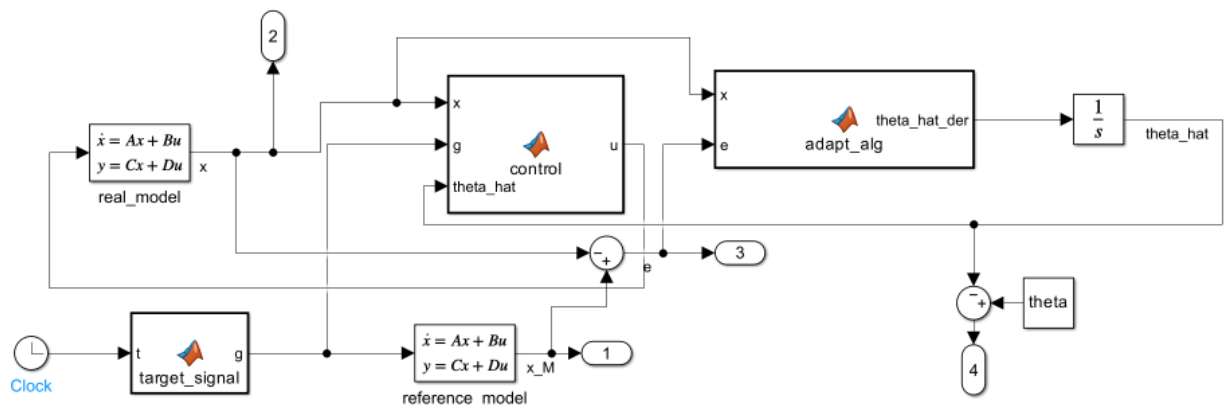 2
ẋ = Ax + Bu
y = Cx + Du
x
real_model
x
g
theta_hat
u
control
x
e
theta_hat_der
adapt_alg
1
s
theta_hat
−
+
e
3
−
+
theta
4
Clock
t
g
target_signal
ẋ = Ax + Bu
y = Cx + Du
x_M
reference_model
1